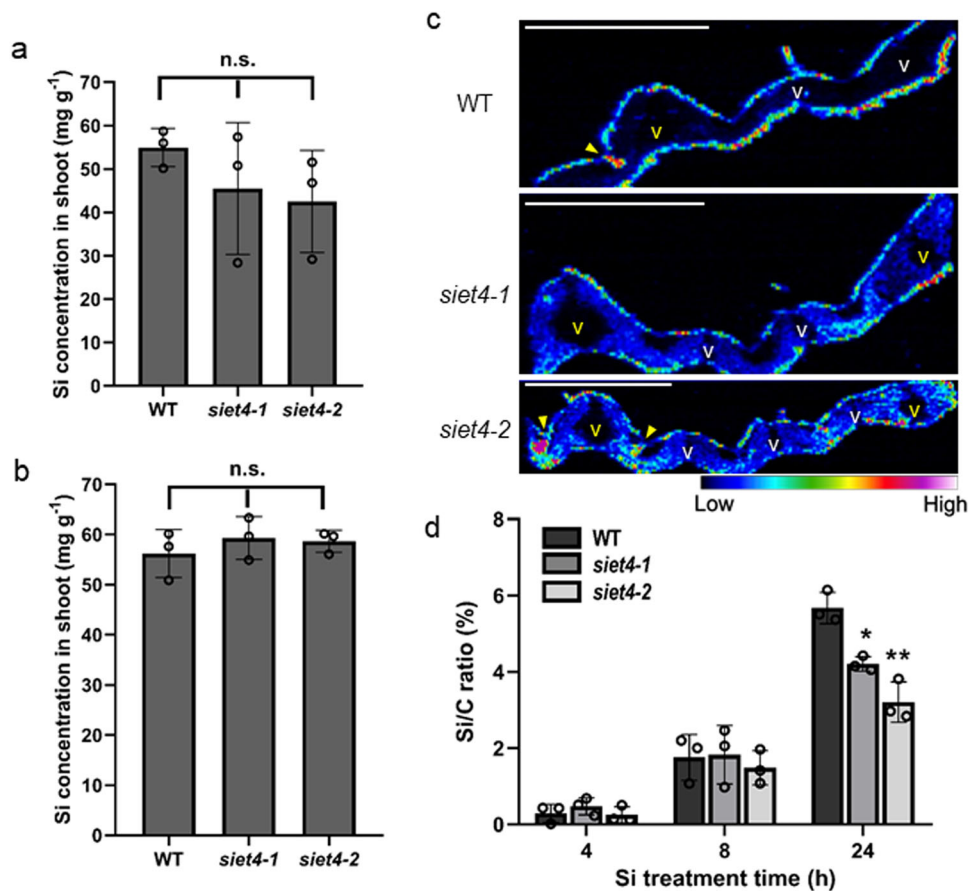 a
n.s.
Si concentration in shoot (mg g⁻¹)
70
60
50
40
30
20
10
0
WT siet4-1 siet4-2
b
n.s.
Si concentration in shoot (mg g⁻¹)
70
60
50
40
30
20
10
0
WT siet4-1 siet4-2
c
WT
V V V
siet4-1
V V V V
siet4-2
V V V V V
Low High
d
WT
siet4-1
siet4-2
Si/C ratio (%)
8
6
4
2
0
* **
4 8 24
Si treatment time (h)